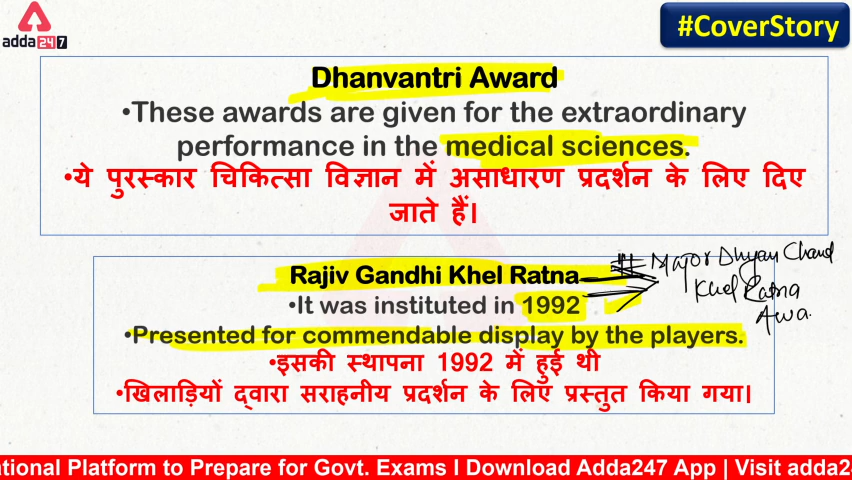 adda247
#CoverStory
Dhanvantri Award
•These awards are given for the extraordinary
performance in the medical sciences.
•ये पुरस्कार चिकित्सा विज्ञान में असाधारण प्रदर्शन के लिए दिए
जाते हैं।
Rajiv Gandhi Khel Ratna
Major Dhyan Chand
Khel Ratna
Awa.
•It was instituted in 1992
•Presented for commendable display by the players.
•इसकी स्थापना 1992 में हुई थी
•खिलाड़ियों द्वारा सराहनीय प्रदर्शन के लिए प्रस्तुत किया गया।
ational Platform to Prepare for Govt. Exams I Download Adda247 App | Visit adda2